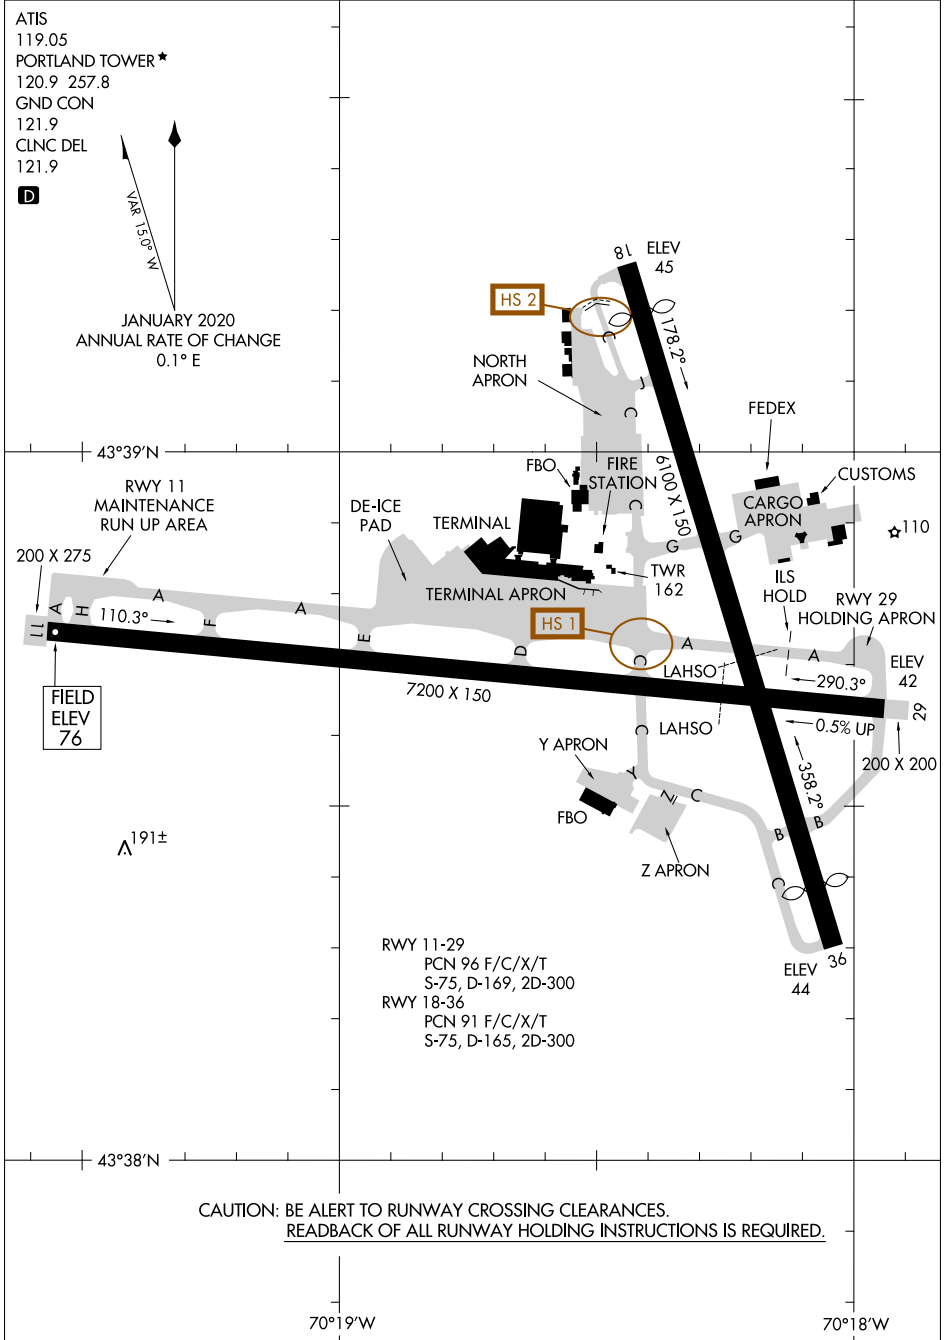 ATIS
119.05
PORTLAND TOWER ★
120.9 257.8
GND CON
121.9
CLNC DEL
121.9
D
VAR 15.0° W
JANUARY 2020
ANNUAL RATE OF CHANGE
0.1° E
18
ELEV
45
HS 2
C
178.2°
J
NORTH
APRON
C
FEDEX
43°39'N
RWY 11
MAINTENANCE
RUN UP AREA
DE-ICE
PAD
FBO
FIRE
STATION
6100 X 150
CUSTOMS
CARGO
APRON
TERMINAL
C
G
G
110
200 X 275
TWR
162
ILS
HOLD
TERMINAL APRON
RWY 29
HOLDING APRON
A
H
110.3°
A
F
A
E
D
HS 1
C
A
A
LAHSO
ELEV
42
11
290.3°
7200 X 150
FIELD
ELEV
76
29
LAHSO
0.5% UP
C
200 X 200
Y APRON
Y
Z
C
358.2°
FBO
B
B
191±
Z APRON
C
RWY 11-29
PCN 96 F/C/X/T
S-75, D-169, 2D-300
RWY 18-36
PCN 91 F/C/X/T
S-75, D-165, 2D-300
36
ELEV
44
43°38'N
CAUTION: BE ALERT TO RUNWAY CROSSING CLEARANCES.
READBACK OF ALL RUNWAY HOLDING INSTRUCTIONS IS REQUIRED.
70°19'W
70°18'W